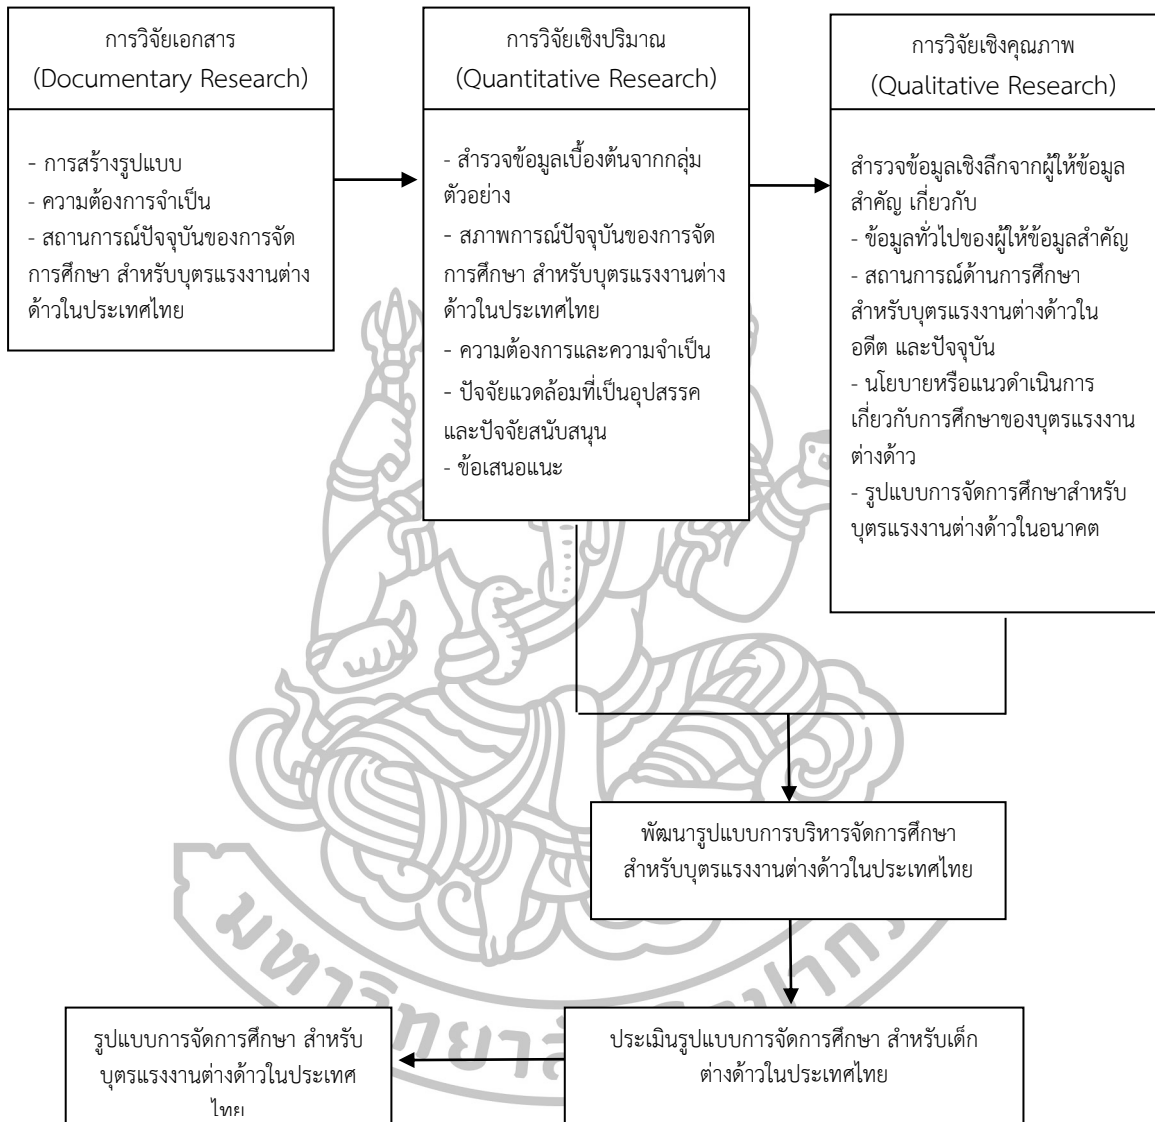 การวิจัยเอกสาร
(Documentary Research)
- การสร้างรูปแบบ
- ความต้องการจำเป็น
- สถานการณ์ปัจจุบันของการจัด
การศึกษา สำหรับบุตรแรงงานต่าง
ด้าวในประเทศไทย
การวิจัยเชิงปริมาณ
(Quantitative Research)
- สำรวจข้อมูลเบื้องต้นจากกลุ่ม
ตัวอย่าง
- สภาพการณ์ปัจจุบันของการจัด
การศึกษา สำหรับบุตรแรงงานต่าง
ด้าวในประเทศไทย
- ความต้องการและความจำเป็น
- ปัจจัยแวดล้อมที่เป็นอุปสรรค
และปัจจัยสนับสนุน
- ข้อเสนอแนะ
การวิจัยเชิงคุณภาพ
(Qualitative Research)
สำรวจข้อมูลเชิงลึกจากผู้ให้ข้อมูล
สำคัญ เกี่ยวกับ
- ข้อมูลทั่วไปของผู้ให้ข้อมูลสำคัญ
- สถานการณ์ด้านการศึกษา
สำหรับบุตรแรงงานต่างด้าวใน
อดีต และปัจจุบัน
- นโยบายหรือแนวดำเนินการ
เกี่ยวกับการศึกษาของบุตรแรงงาน
ต่างด้าว
- รูปแบบการจัดการศึกษาสำหรับ
บุตรแรงงานต่างด้าวในอนาคต
พัฒนารูปแบบการบริหารจัดการศึกษา
สำหรับบุตรแรงงานต่างด้าวในประเทศไทย
ประเมินรูปแบบการจัดการศึกษา สำหรับเด็ก
ต่างด้าวในประเทศไทย
รูปแบบการจัดการศึกษา สำหรับ
บุตรแรงงานต่างด้าวในประเทศ
ไทย